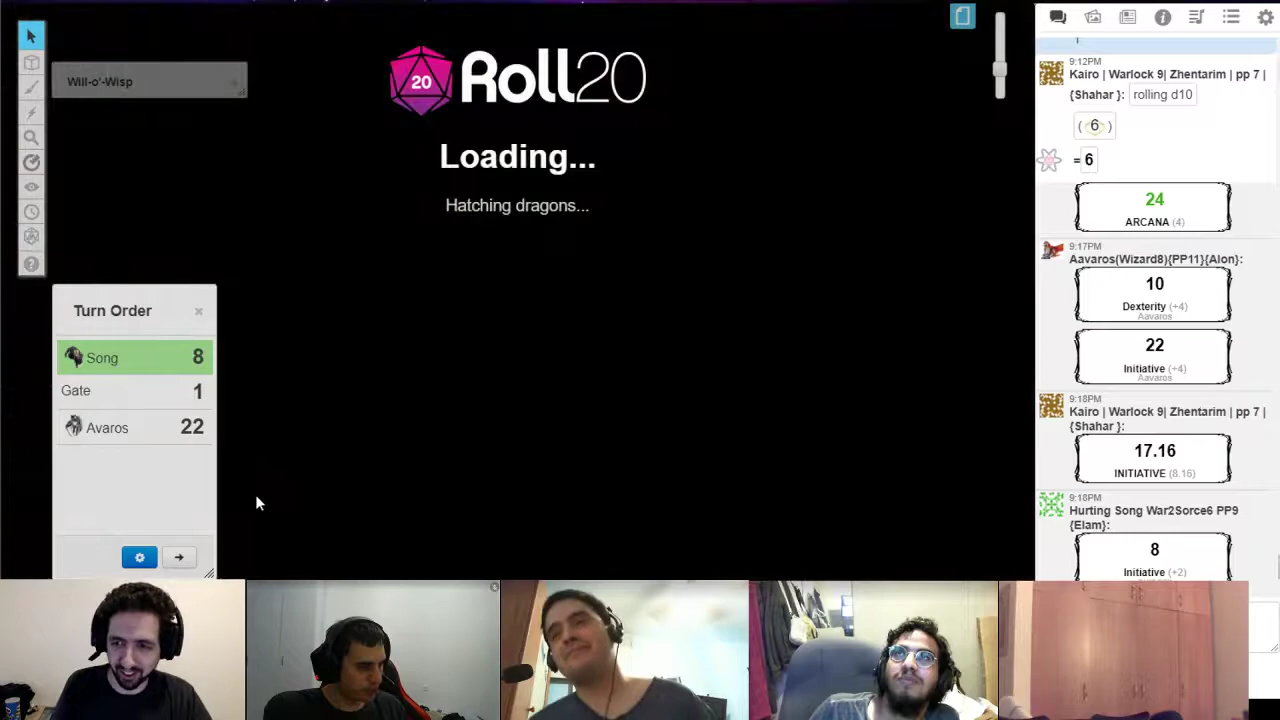 Will-o'-Wisp
20
Roll20
Loading...
Hatching dragons...
Turn Order ×
Song 8
Gate 1
Avaros 22
9:12PM
Kairo | Warlock 9| Zhentarim | pp 7 |
{Shahar }: rolling d10
( 6 )
= 6
24
ARCANA (4)
9:17PM
Aavaros(Wizard8){PP11}{Alon}:
10
Dexterity (+4)
Aavaros
22
Initiative (+4)
Aavaros
9:18PM
Kairo | Warlock 9| Zhentarim | pp 7 |
{Shahar }:
17.16
INITIATIVE (8.16)
9:18PM
Hurting Song War2Sorce6 PP9
{Elam}:
8
Initiative (+2)